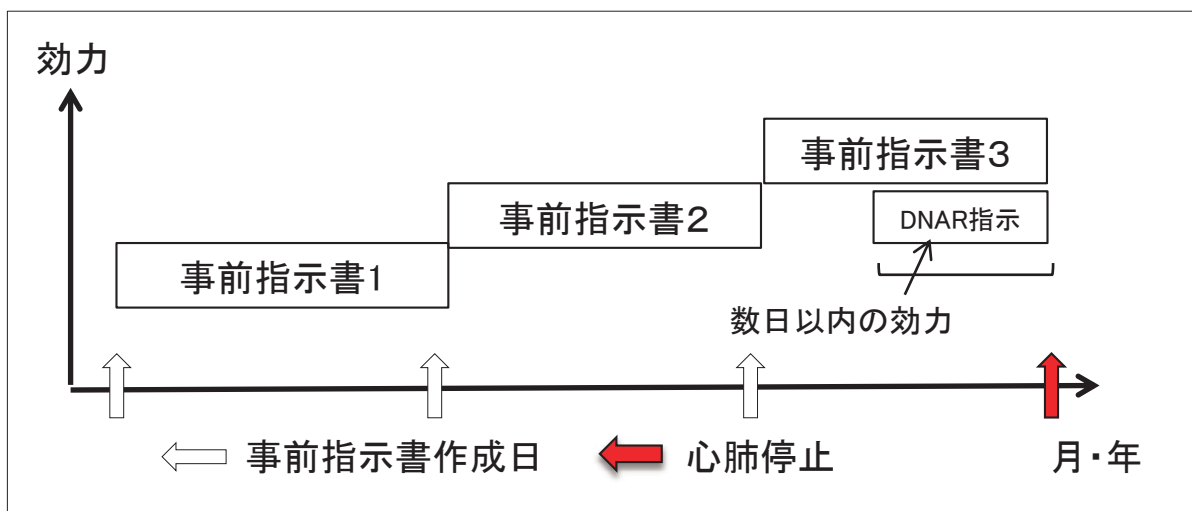 効力
事前指示書3
事前指示書2
DNAR指示
事前指示書1
数日以内の効力
事前指示書作成日
心肺停止
月・年